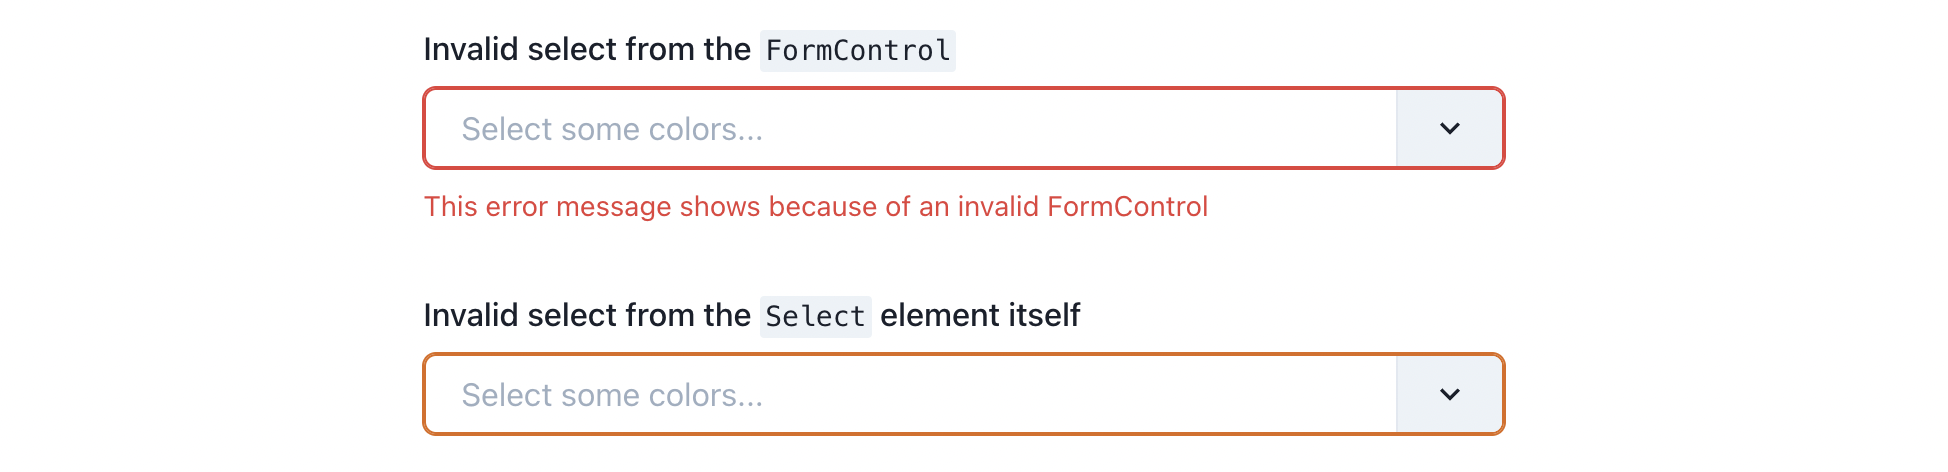 Invalid select from the FormControl
Select some colors...
This error message shows because of an invalid FormControl
Invalid select from the Select element itself
Select some colors...